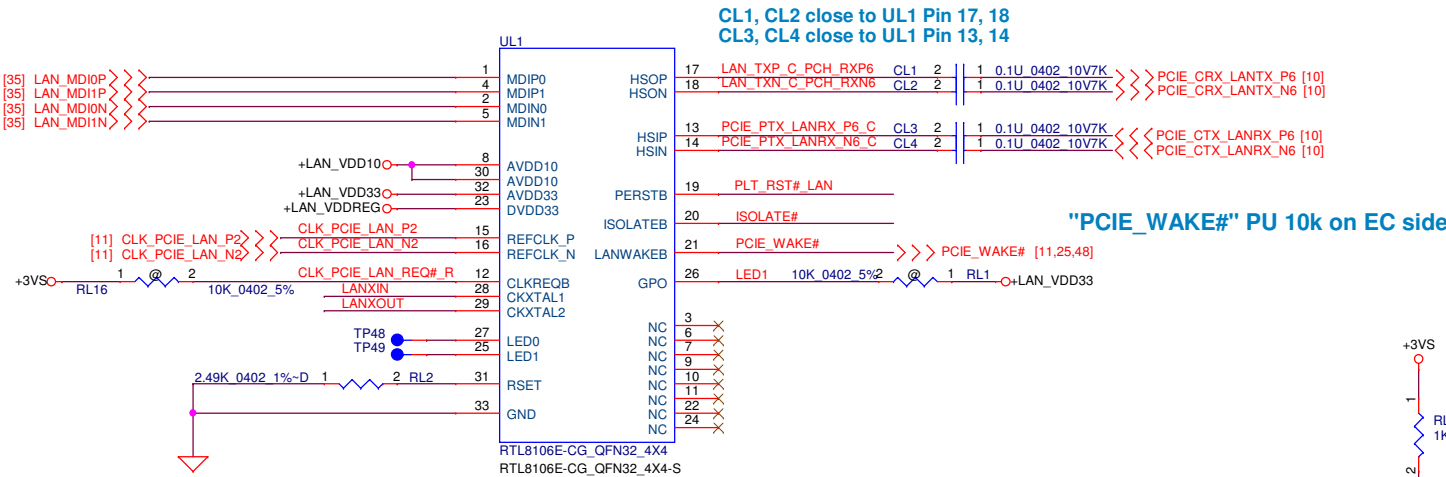 CL1, CL2 close to UL1 Pin 17, 18
CL3, CL4 close to UL1 Pin 13, 14
UL1
[35] LAN_MDI0P 1 MDIP0
[35] LAN_MDI1P 4 MDIP1
[35] LAN_MDI0N 2 MDIN0
[35] LAN_MDI1N 5 MDIN1
+LAN_VDD10 8 AVDD10
30 AVDD10
+LAN_VDD33 32 AVDD33
+LAN_VDDREG 23 DVDD33
[11] CLK_PCIE_LAN_P2 CLK_PCIE_LAN_P2 15 REFCLK_P
[11] CLK_PCIE_LAN_N2 CLK_PCIE_LAN_N2 16 REFCLK_N
+3VS 1 @ 2 CLK_PCIE_LAN_REQ#_R 12 CLKREQB
RL16 10K_0402_5%
LANXIN 28 CKXTAL1
LANXOUT 29 CKXTAL2
TP48 27 LED0
TP49 25 LED1
2.49K_0402_1%~D 1 2 RL2 31 RSET
33 GND
HSOP 17 LAN_TXP_C_PCH_RXP6 CL1 2 1 0.1U_0402_10V7K PCIE_CRX_LANTX_P6 [10]
HSON 18 LAN_TXN_C_PCH_RXN6 CL2 2 1 0.1U_0402_10V7K PCIE_CRX_LANTX_N6 [10]
HSIP 13 PCIE_PTX_LANRX_P6_C CL3 2 1 0.1U_0402_10V7K PCIE_CTX_LANRX_P6 [10]
HSIN 14 PCIE_PTX_LANRX_N6_C CL4 2 1 0.1U_0402_10V7K PCIE_CTX_LANRX_N6 [10]
PERSTB 19 PLT_RST#_LAN
ISOLATEB 20 ISOLATE#
"PCIE_WAKE#" PU 10k on EC side
LANWAKEB 21 PCIE_WAKE# PCIE_WAKE# [11,25,48]
GPO 26 LED1 10K_0402_5% 2 @ 1 RL1 +LAN_VDD33
NC 3
NC 6
NC 7
NC 9
NC 10
NC 11
NC 22
NC 24
RTL8106E-CG_QFN32_4X4
RTL8106E-CG_QFN32_4X4-S
+3VS
1
RL
1K
2